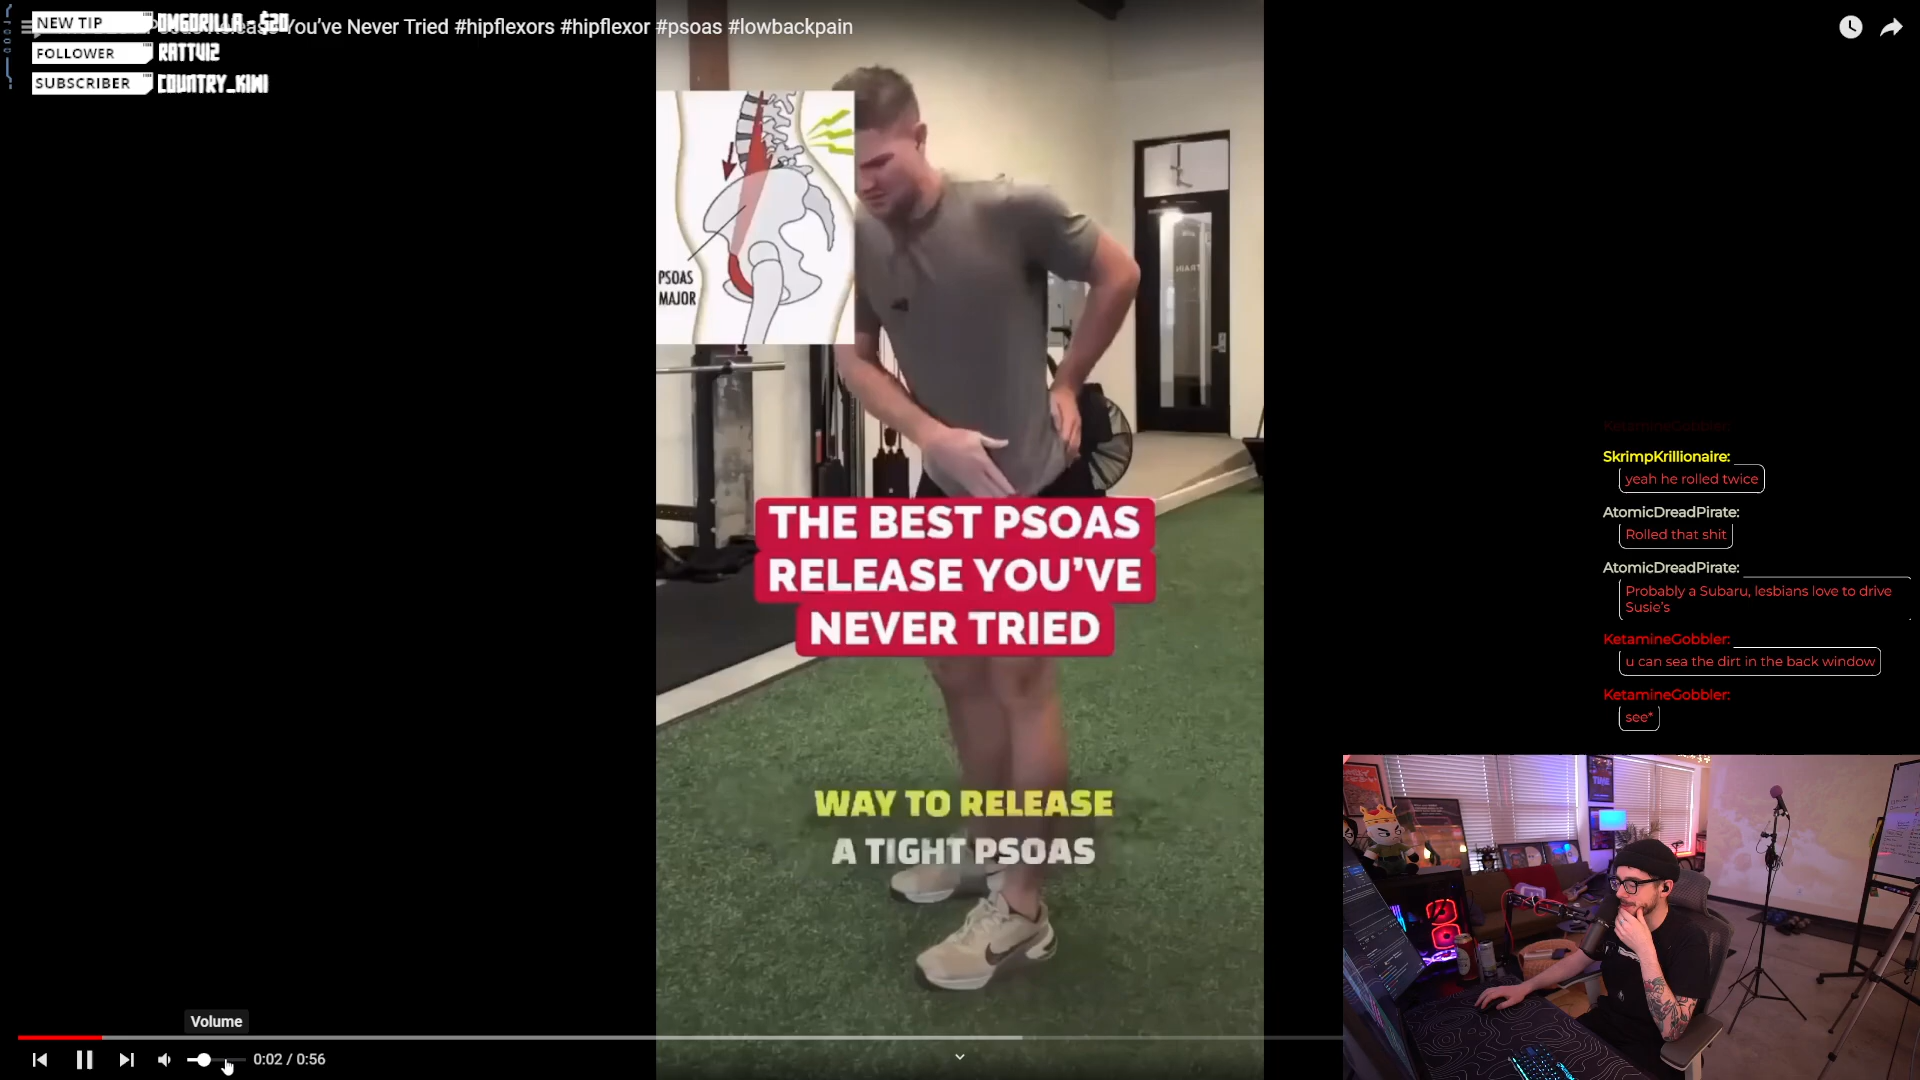 You've Never Tried #hipflexors #hipflexor #psoas #lowbackpain
NEW TIP OMGORILLA - $20
FOLLOWER RATTVIZ
SUBSCRIBER COUNTRY_KIWI
PSOAS
MAJOR
THE BEST PSOAS
RELEASE YOU'VE
NEVER TRIED
WAY TO RELEASE
A TIGHT PSOAS
KetamineGobbler:
SkrimpKrillionaire:
yeah he rolled twice
AtomicDreadPirate:
Rolled that shit
AtomicDreadPirate:
Probably a Subaru, lesbians love to drive
Susie's
KetamineGobbler:
u can sea the dirt in the back window
KetamineGobbler:
see*
Volume
0:02 / 0:56